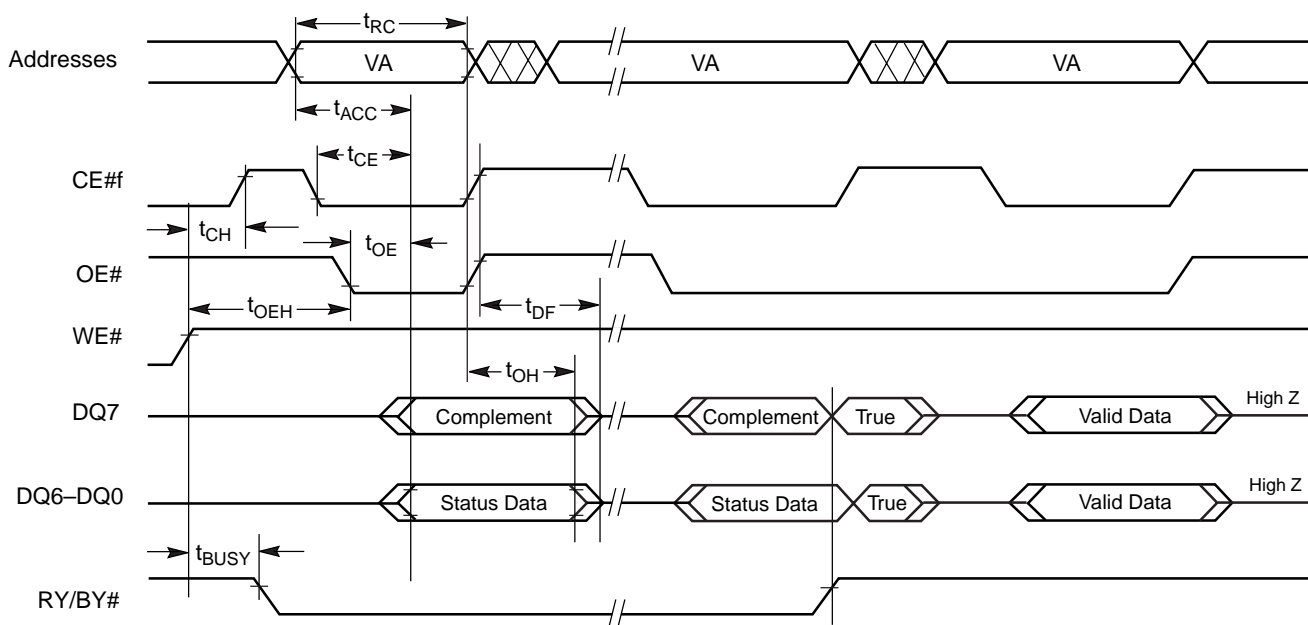 tRC
Addresses VA VA VA
tACC
tCE
CE#f
tCH tOE
OE#
tOEH tDF
WE#
tOH
DQ7 Complement Complement True Valid Data High Z
DQ6–DQ0 Status Data Status Data True Valid Data High Z
tBUSY
RY/BY#